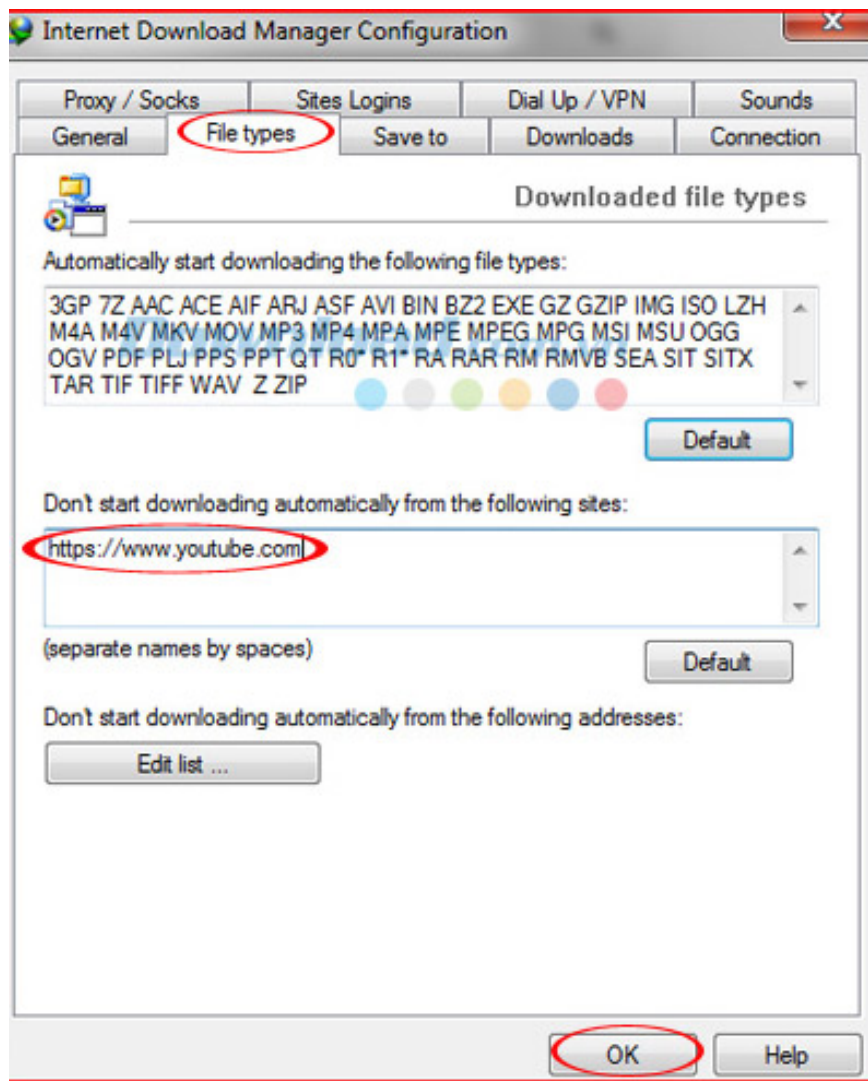 Internet Download Manager Configuration
X
Proxy / Socks Sites Logins Dial Up / VPN Sounds
General File types Save to Downloads Connection
Downloaded file types
Automatically start downloading the following file types:
3GP 7Z AAC ACE AIF ARJ ASF AVI BIN BZ2 EXE GZ GZIP IMG ISO LZH
M4A M4V MKV MOV MP3 MP4 MPA MPE MPEG MPG MSI MSU OGG
OGV PDF PLJ PPS PPT QT R0* R1* RA RAR RM RMVB SEA SIT SITX
TAR TIF TIFF WAV Z ZIP
Default
Don't start downloading automatically from the following sites:
https://www.youtube.com
(separate names by spaces)
Default
Don't start downloading automatically from the following addresses:
Edit list ...
OK Help